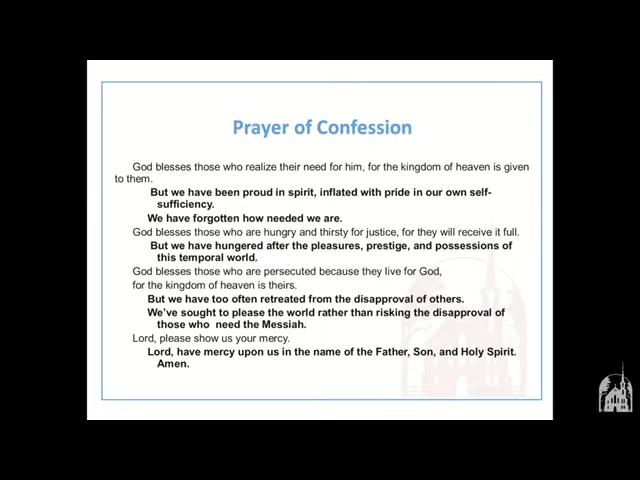 Prayer of Confession
God blesses those who realize their need for him, for the kingdom of heaven is given
to them.
But we have been proud in spirit, inflated with pride in our own self-
sufficiency.
We have forgotten how needed we are.
God blesses those who are hungry and thirsty for justice, for they will receive it full.
But we have hungered after the pleasures, prestige, and possessions of
this temporal world.
God blesses those who are persecuted because they live for God,
for the kingdom of heaven is theirs.
But we have too often retreated from the disapproval of others.
We've sought to please the world rather than risking the disapproval of
those who need the Messiah.
Lord, please show us your mercy.
Lord, have mercy upon us in the name of the Father, Son, and Holy Spirit.
Amen.